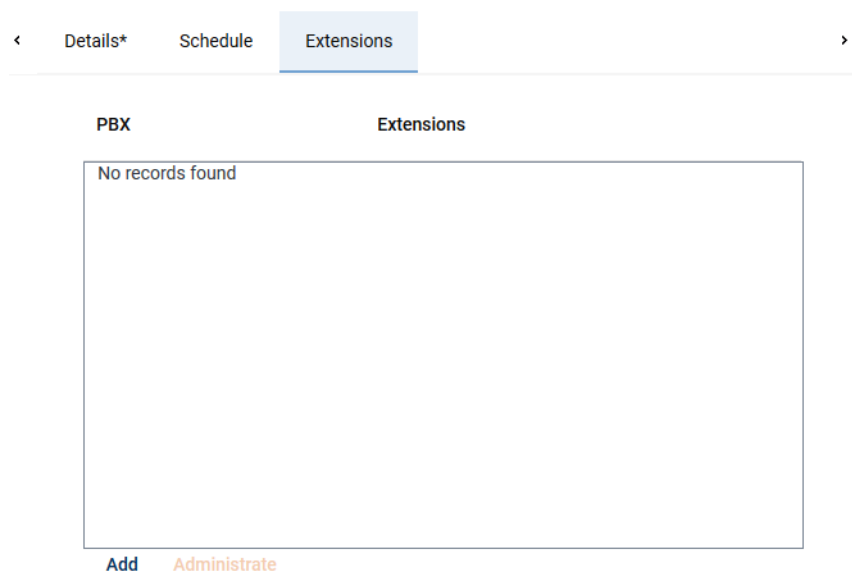 Details* Schedule Extensions
PBX Extensions
No records found
Add Administrate